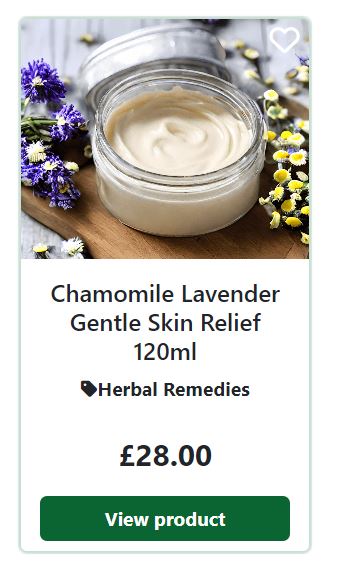 Chamomile Lavender
Gentle Skin Relief
120ml
Herbal Remedies
£28.00
View product